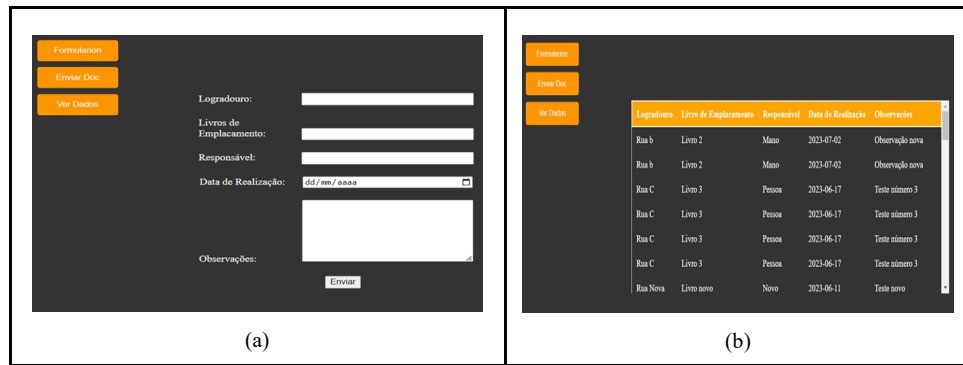 Formularion
Enviar Doc
Ver Dados
Logradouro:
Livros de
Emplacamento:
Responsável:
Data de Realização:
dd/mm/aaaa
Observações:
Enviar
(a)
Formularion
Enviar Doc
Ver Dados
Logradouro Livro de Emplacamento Responsável Data de Realização Observações
Rua b Livro 2 Mano 2023-07-02 Observação nova
Rua b Livro 2 Mano 2023-07-02 Observação nova
Rua C Livro 3 Pessoa 2023-06-17 Teste número 3
Rua C Livro 3 Pessoa 2023-06-17 Teste número 3
Rua C Livro 3 Pessoa 2023-06-17 Teste número 3
Rua C Livro 3 Pessoa 2023-06-17 Teste número 3
Rua Nova Livro novo Novo 2023-06-11 Teste novo
(b)